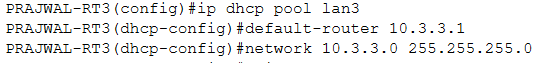 PRAJWAL-RT3(config)#ip dhcp pool lan3
PRAJWAL-RT3(dhcp-config)#default-router 10.3.3.1
PRAJWAL-RT3(dhcp-config)#network 10.3.3.0 255.255.255.0